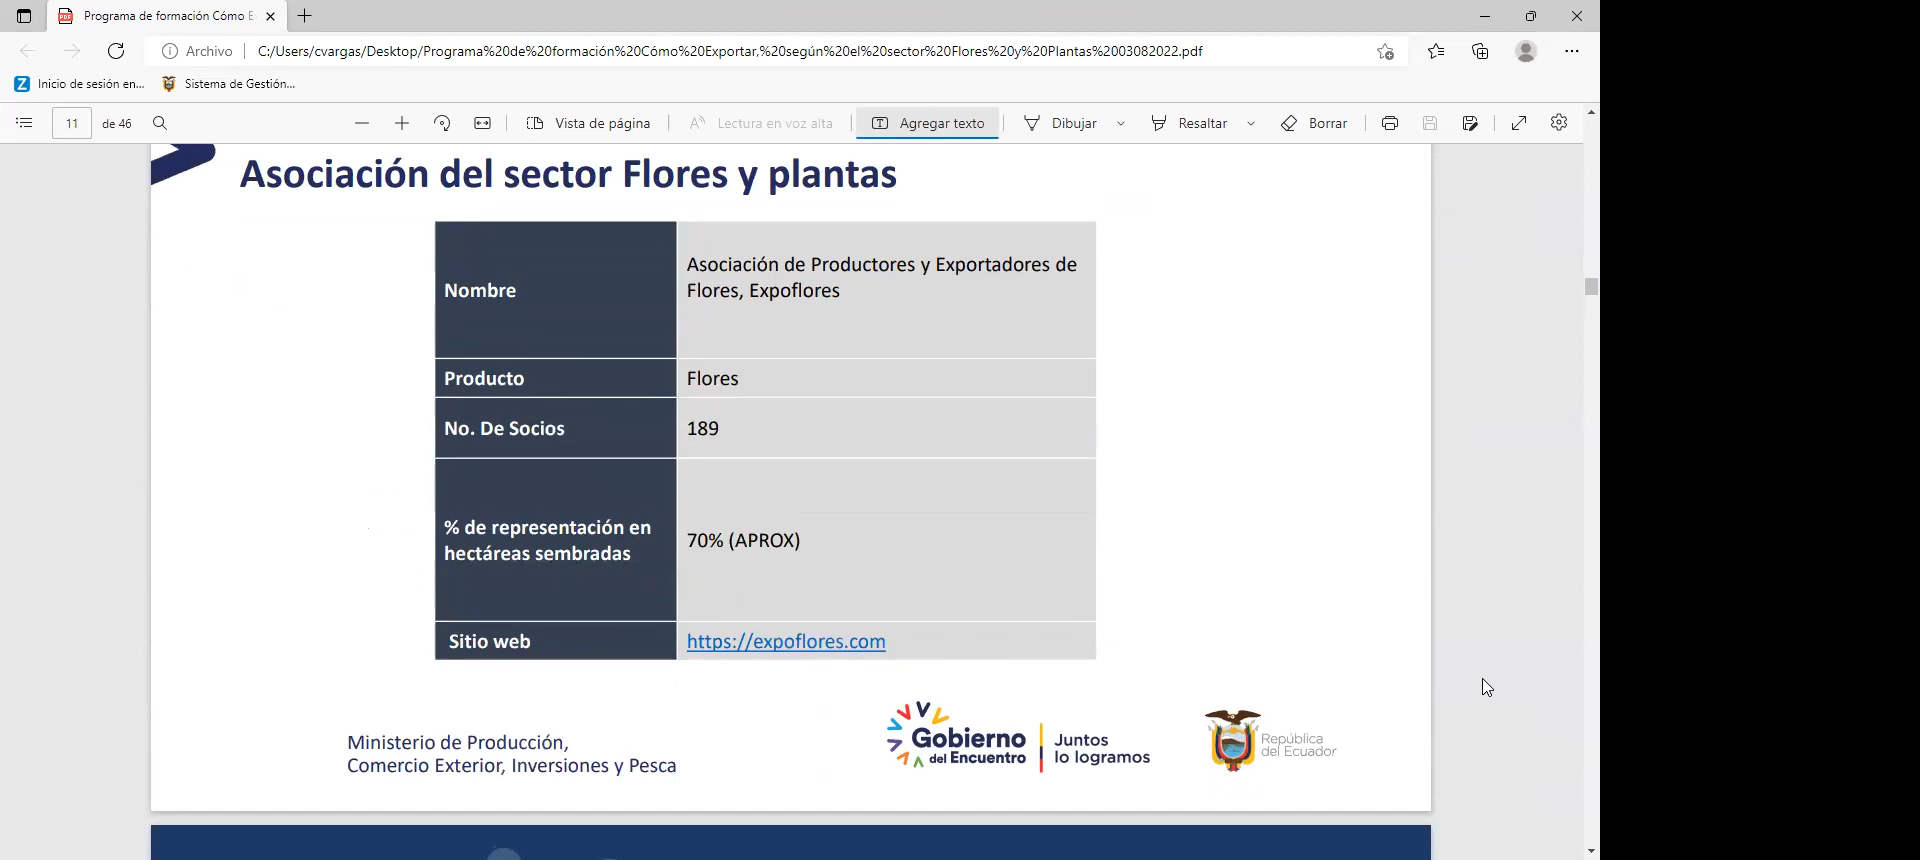 Programa de formación Cómo E
Archivo
C:/Users/cvargas/Desktop/Programa%20de%20formación%20Cómo%20Exportar,%20según%20el%20sector%20Flores%20y%20Plantas%2003082022.pdf
Inicio de sesión en...
Sistema de Gestión...
11 de 46
Vista de página
Lectura en voz alta
Agregar texto
Dibujar
Resaltar
Borrar
Asociación del sector Flores y plantas
Nombre
Asociación de Productores y Exportadores de
Flores, Expoflores
Producto
Flores
No. De Socios
189
% de representación en
hectáreas sembradas
70% (APROX)
Sitio web
https://expoflores.com
Ministerio de Producción,
Comercio Exterior, Inversiones y Pesca
Gobierno
del Encuentro
Juntos
lo logramos
República
del Ecuador